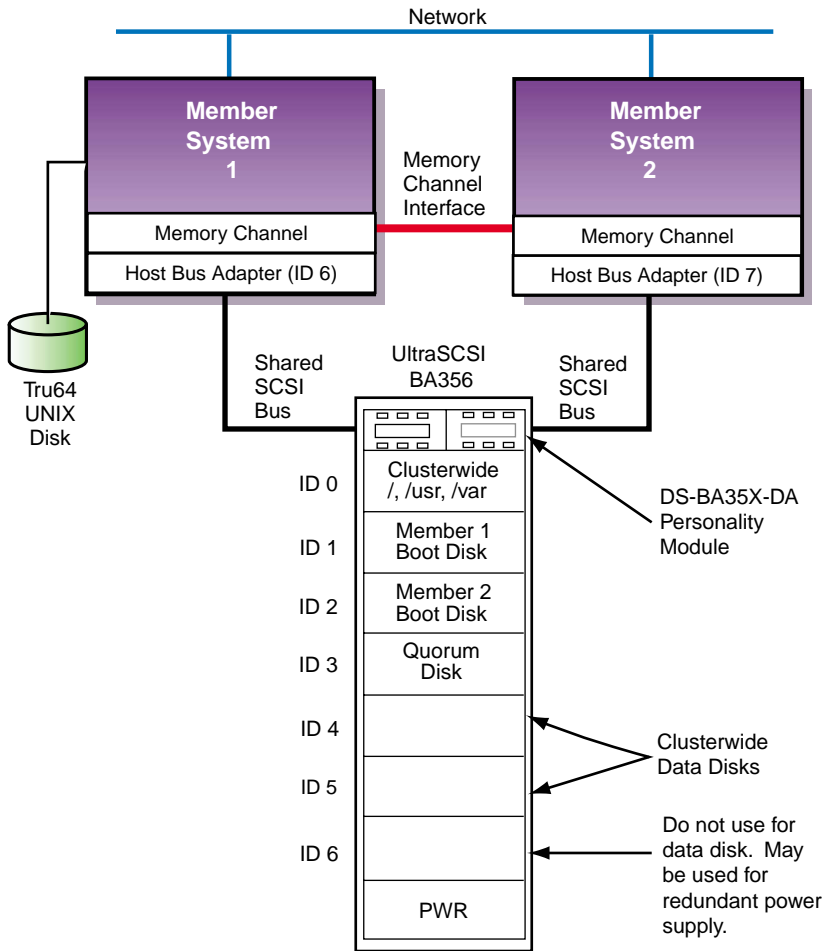 Network
Member
System
1
Member
System
2
Memory
Channel
Interface
Memory Channel
Memory Channel
Host Bus Adapter (ID 6)
Host Bus Adapter (ID 7)
Tru64
UNIX
Disk
Shared
SCSI
Bus
UltraSCSI
BA356
Shared
SCSI
Bus
DS-BA35X-DA
Personality
Module
ID 0
Clusterwide
/, /usr, /var
ID 1
Member 1
Boot Disk
ID 2
Member 2
Boot Disk
ID 3
Quorum
Disk
ID 4
ID 5
Clusterwide
Data Disks
ID 6
Do not use for
data disk. May
be used for
redundant power
supply.
PWR